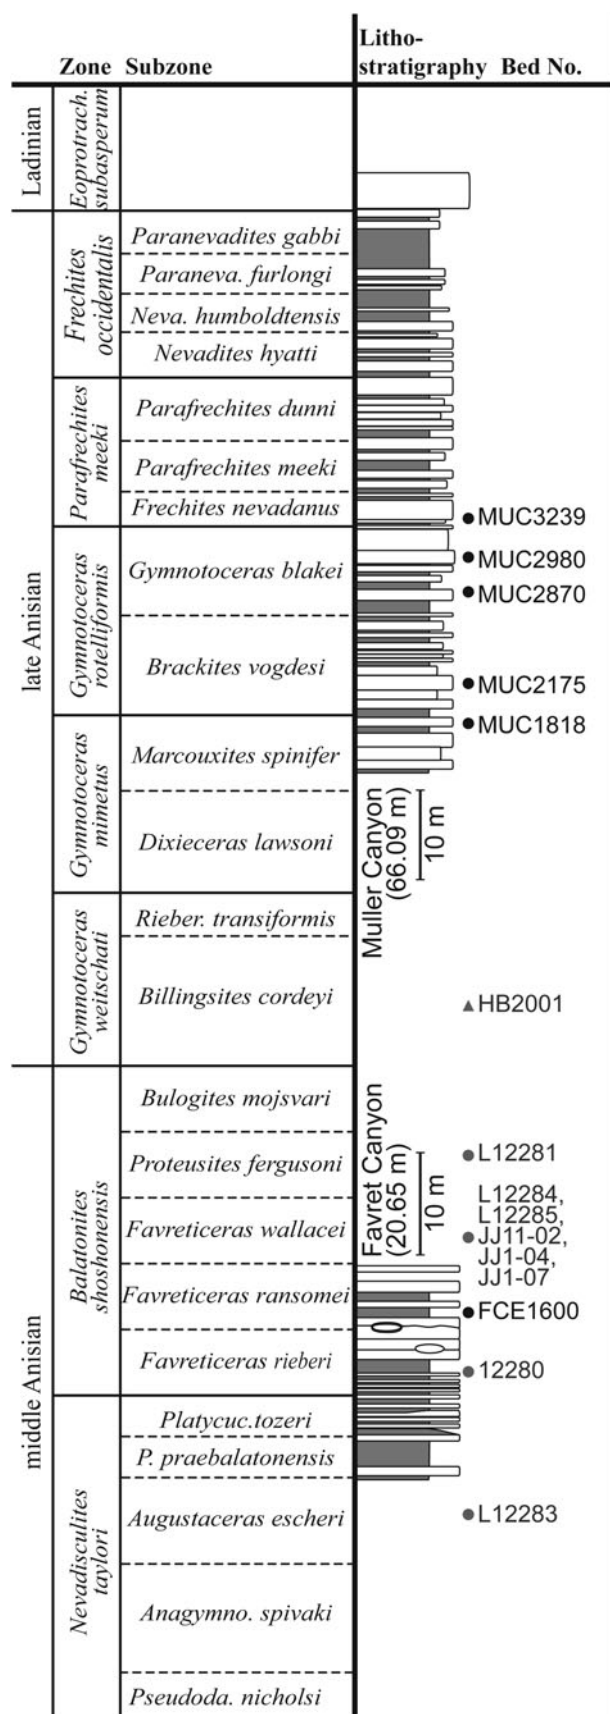 Litho-
Zone Subzone stratigraphy Bed No.
Ladinian
Eoprotrach.
subasperum
late Anisian
Frechites
occidentalis
Paranevadites gabbi
Paraneva. furlongi
Neva. humboldtensis
Nevadites hyatti
Parafrechites
meeki
Parafrechites dunni
Parafrechites meeki
Frechites nevadanus
MUC3239
Gymnotoceras
rotelliformis
Gymnotoceras blakei
MUC2980
MUC2870
Brackites vogdesi
MUC2175
MUC1818
Gymnotoceras
mimetus
Marcouxites spinifer
Dixieceras lawsoni
Muller Canyon
(66.09 m)
10 m
Gymnotoceras
weitschati
Rieber. transiformis
Billingsites cordeyi
HB2001
middle Anisian
Balatonites
shoshonensis
Bulogites mojsvari
Proteusites fergusoni
L12281
Favreticeras wallacei
Favret Canyon
(20.65 m)
10 m
L12284,
L12285,
JJ11-02,
JJ1-04,
JJ1-07
Favreticeras ransomei
FCE1600
Favreticeras rieberi
12280
Nevadisculites
taylori
Platycuc.tozeri
P. praebalatonensis
Augustaceras escheri
L12283
Anagymno. spivaki
Pseudoda. nicholsi